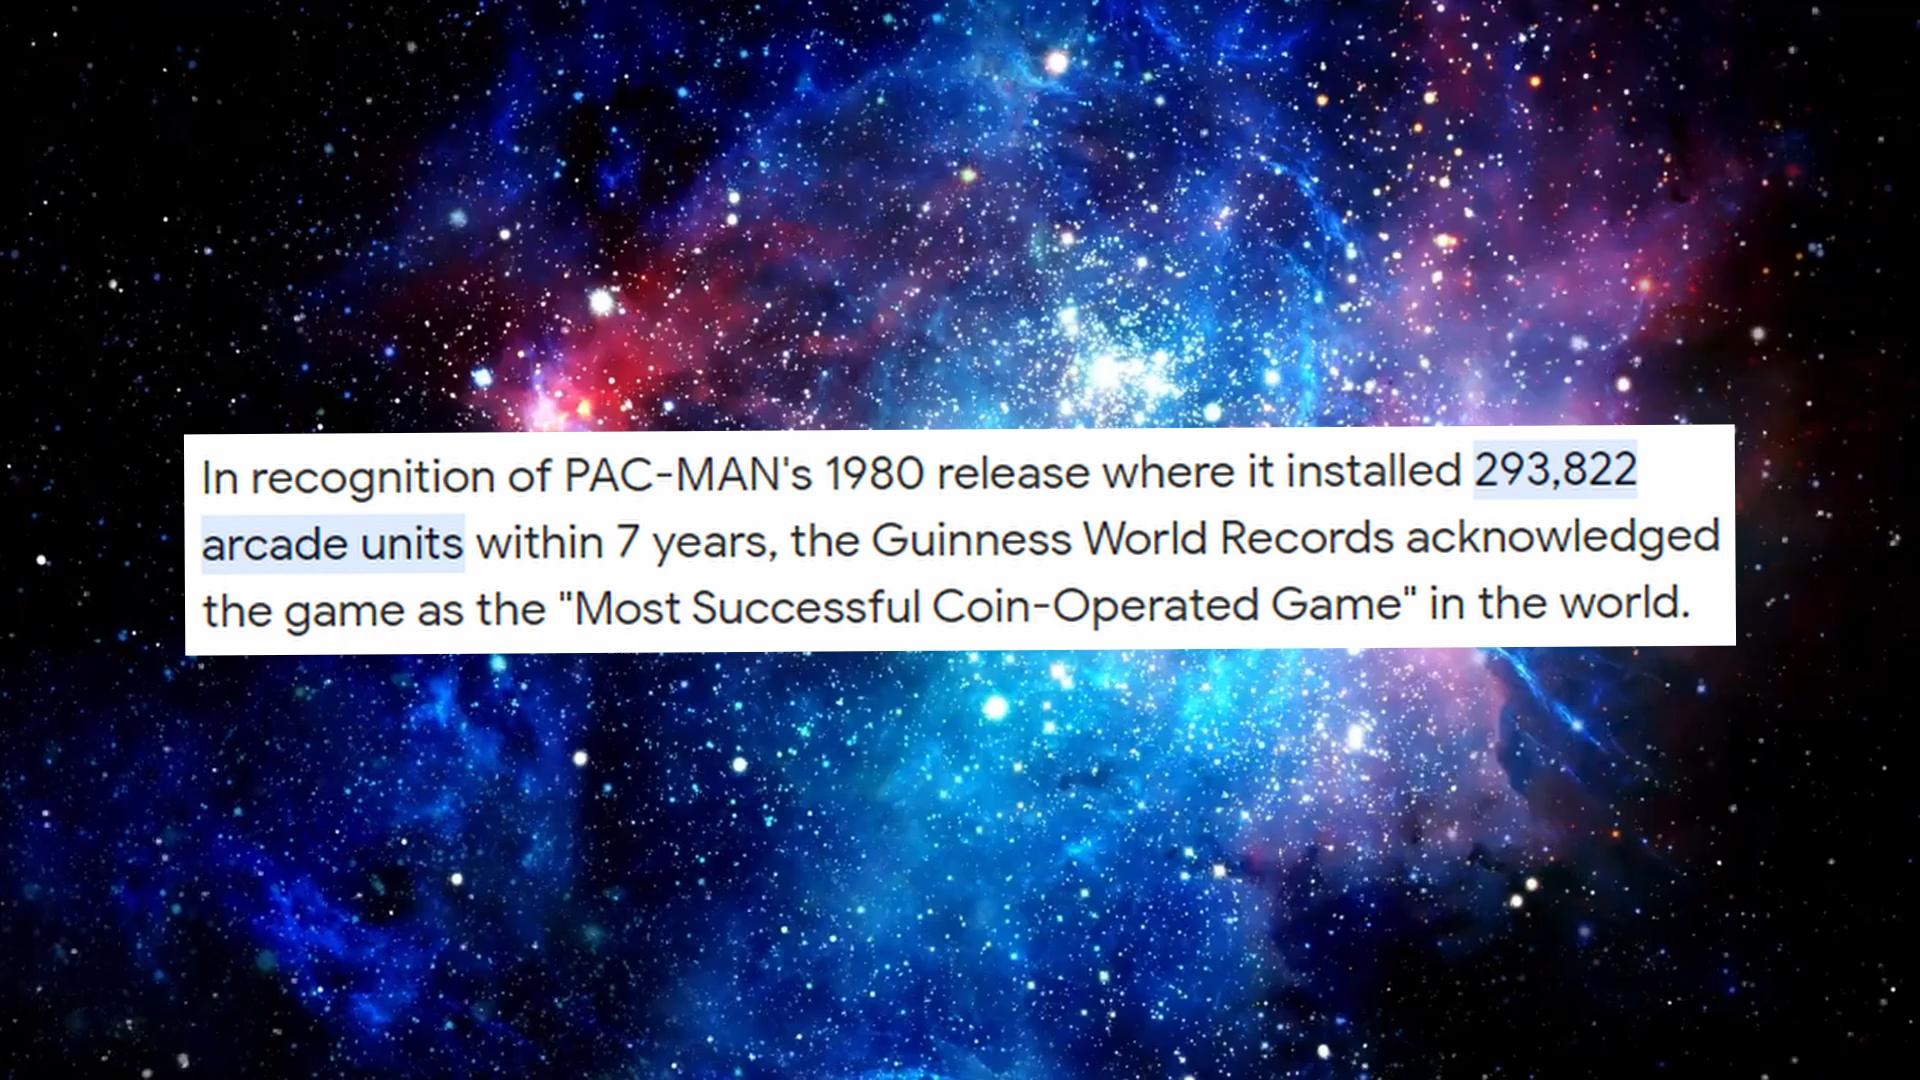 In recognition of PAC-MAN's 1980 release where it installed 293,822
arcade units within 7 years, the Guinness World Records acknowledged
the game as the "Most Successful Coin-Operated Game" in the world.